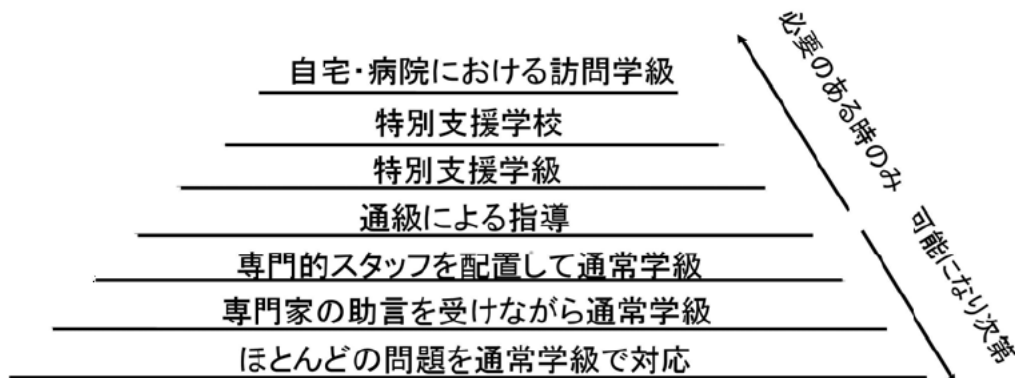 自宅・病院における訪問学級
特別支援学校
特別支援学級
通級による指導
専門的スタッフを配置して通常学級
専門家の助言を受けながら通常学級
ほとんどの問題を通常学級で対応
必要のある時のみ
可能になり次第